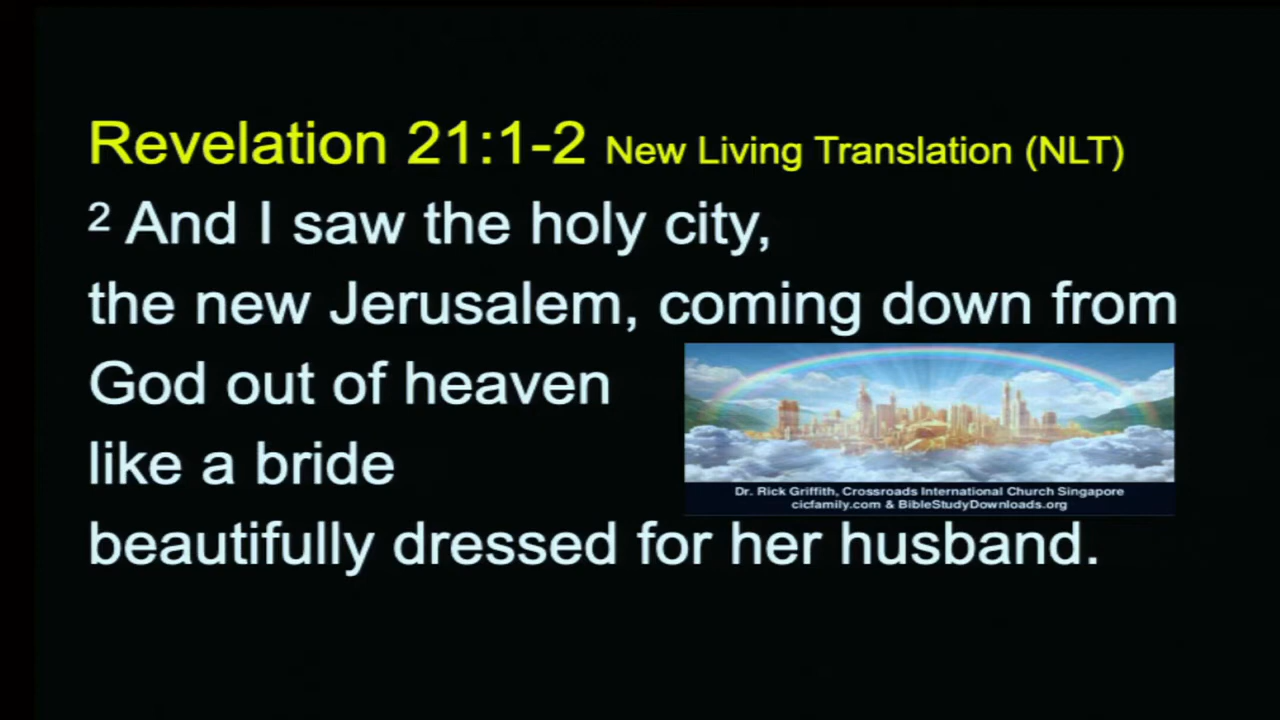 Revelation 21:1-2 New Living Translation (NLT)
² And I saw the holy city,
the new Jerusalem, coming down from
God out of heaven
like a bride
Dr. Rick Griffith, Crossroads International Church Singapore
cicfamily.com & BibleStudyDownloads.org
beautifully dressed for her husband.